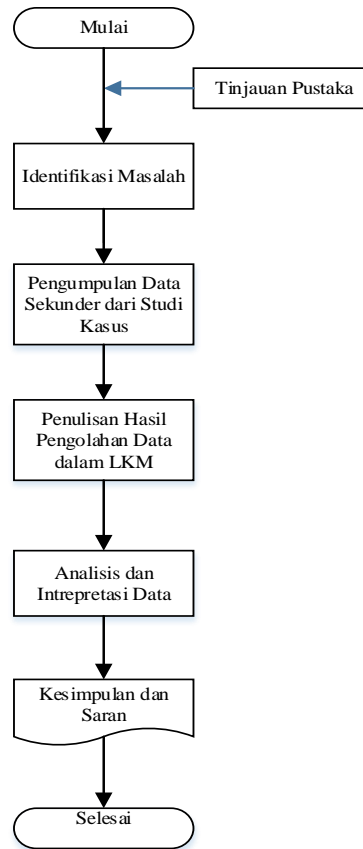 Mulai
Tinjauan Pustaka
Identifikasi Masalah
Pengumpulan Data
Sekunder dari Studi
Kasus
Penulisan Hasil
Pengolahan Data
dalam LKM
Analisis dan
Intrepretasi Data
Kesimpulan dan
Saran
Selesai